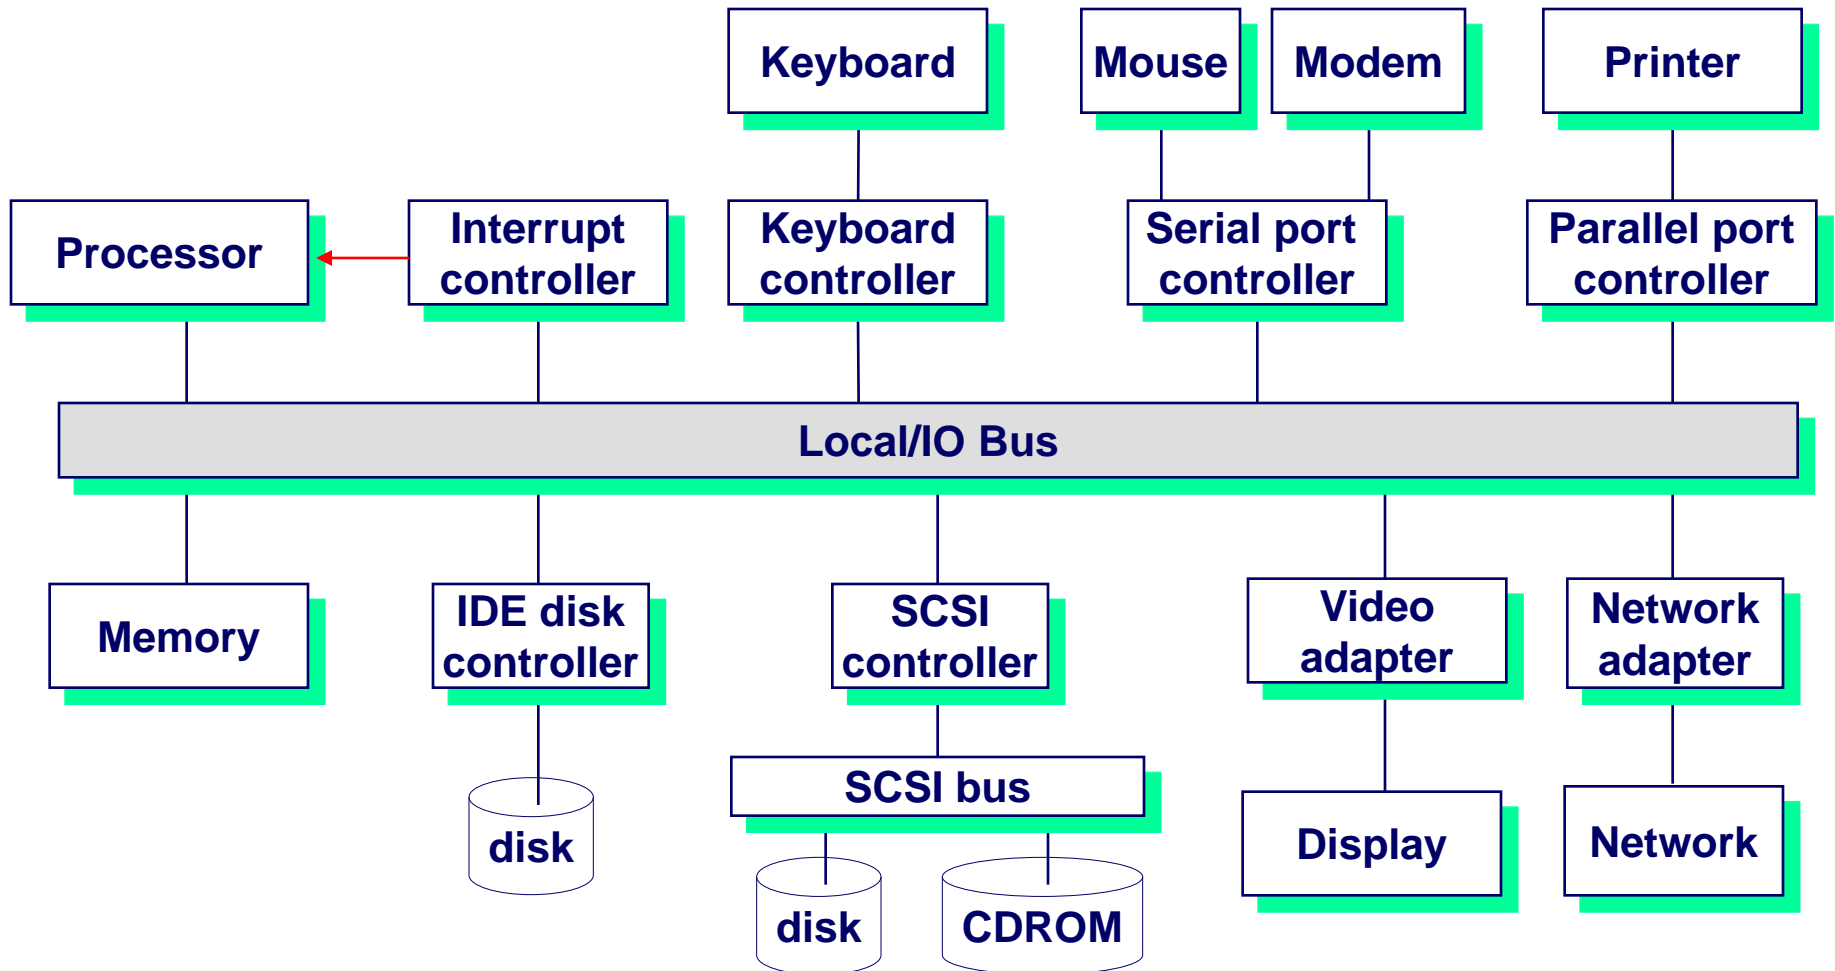 Keyboard
Mouse
Modem
Printer
Processor
Interrupt
controller
Keyboard
controller
Serial port
controller
Parallel port
controller
Local/IO Bus
Memory
IDE disk
controller
SCSI
controller
Video
adapter
Network
adapter
SCSI bus
disk
Display
Network
disk
CDROM